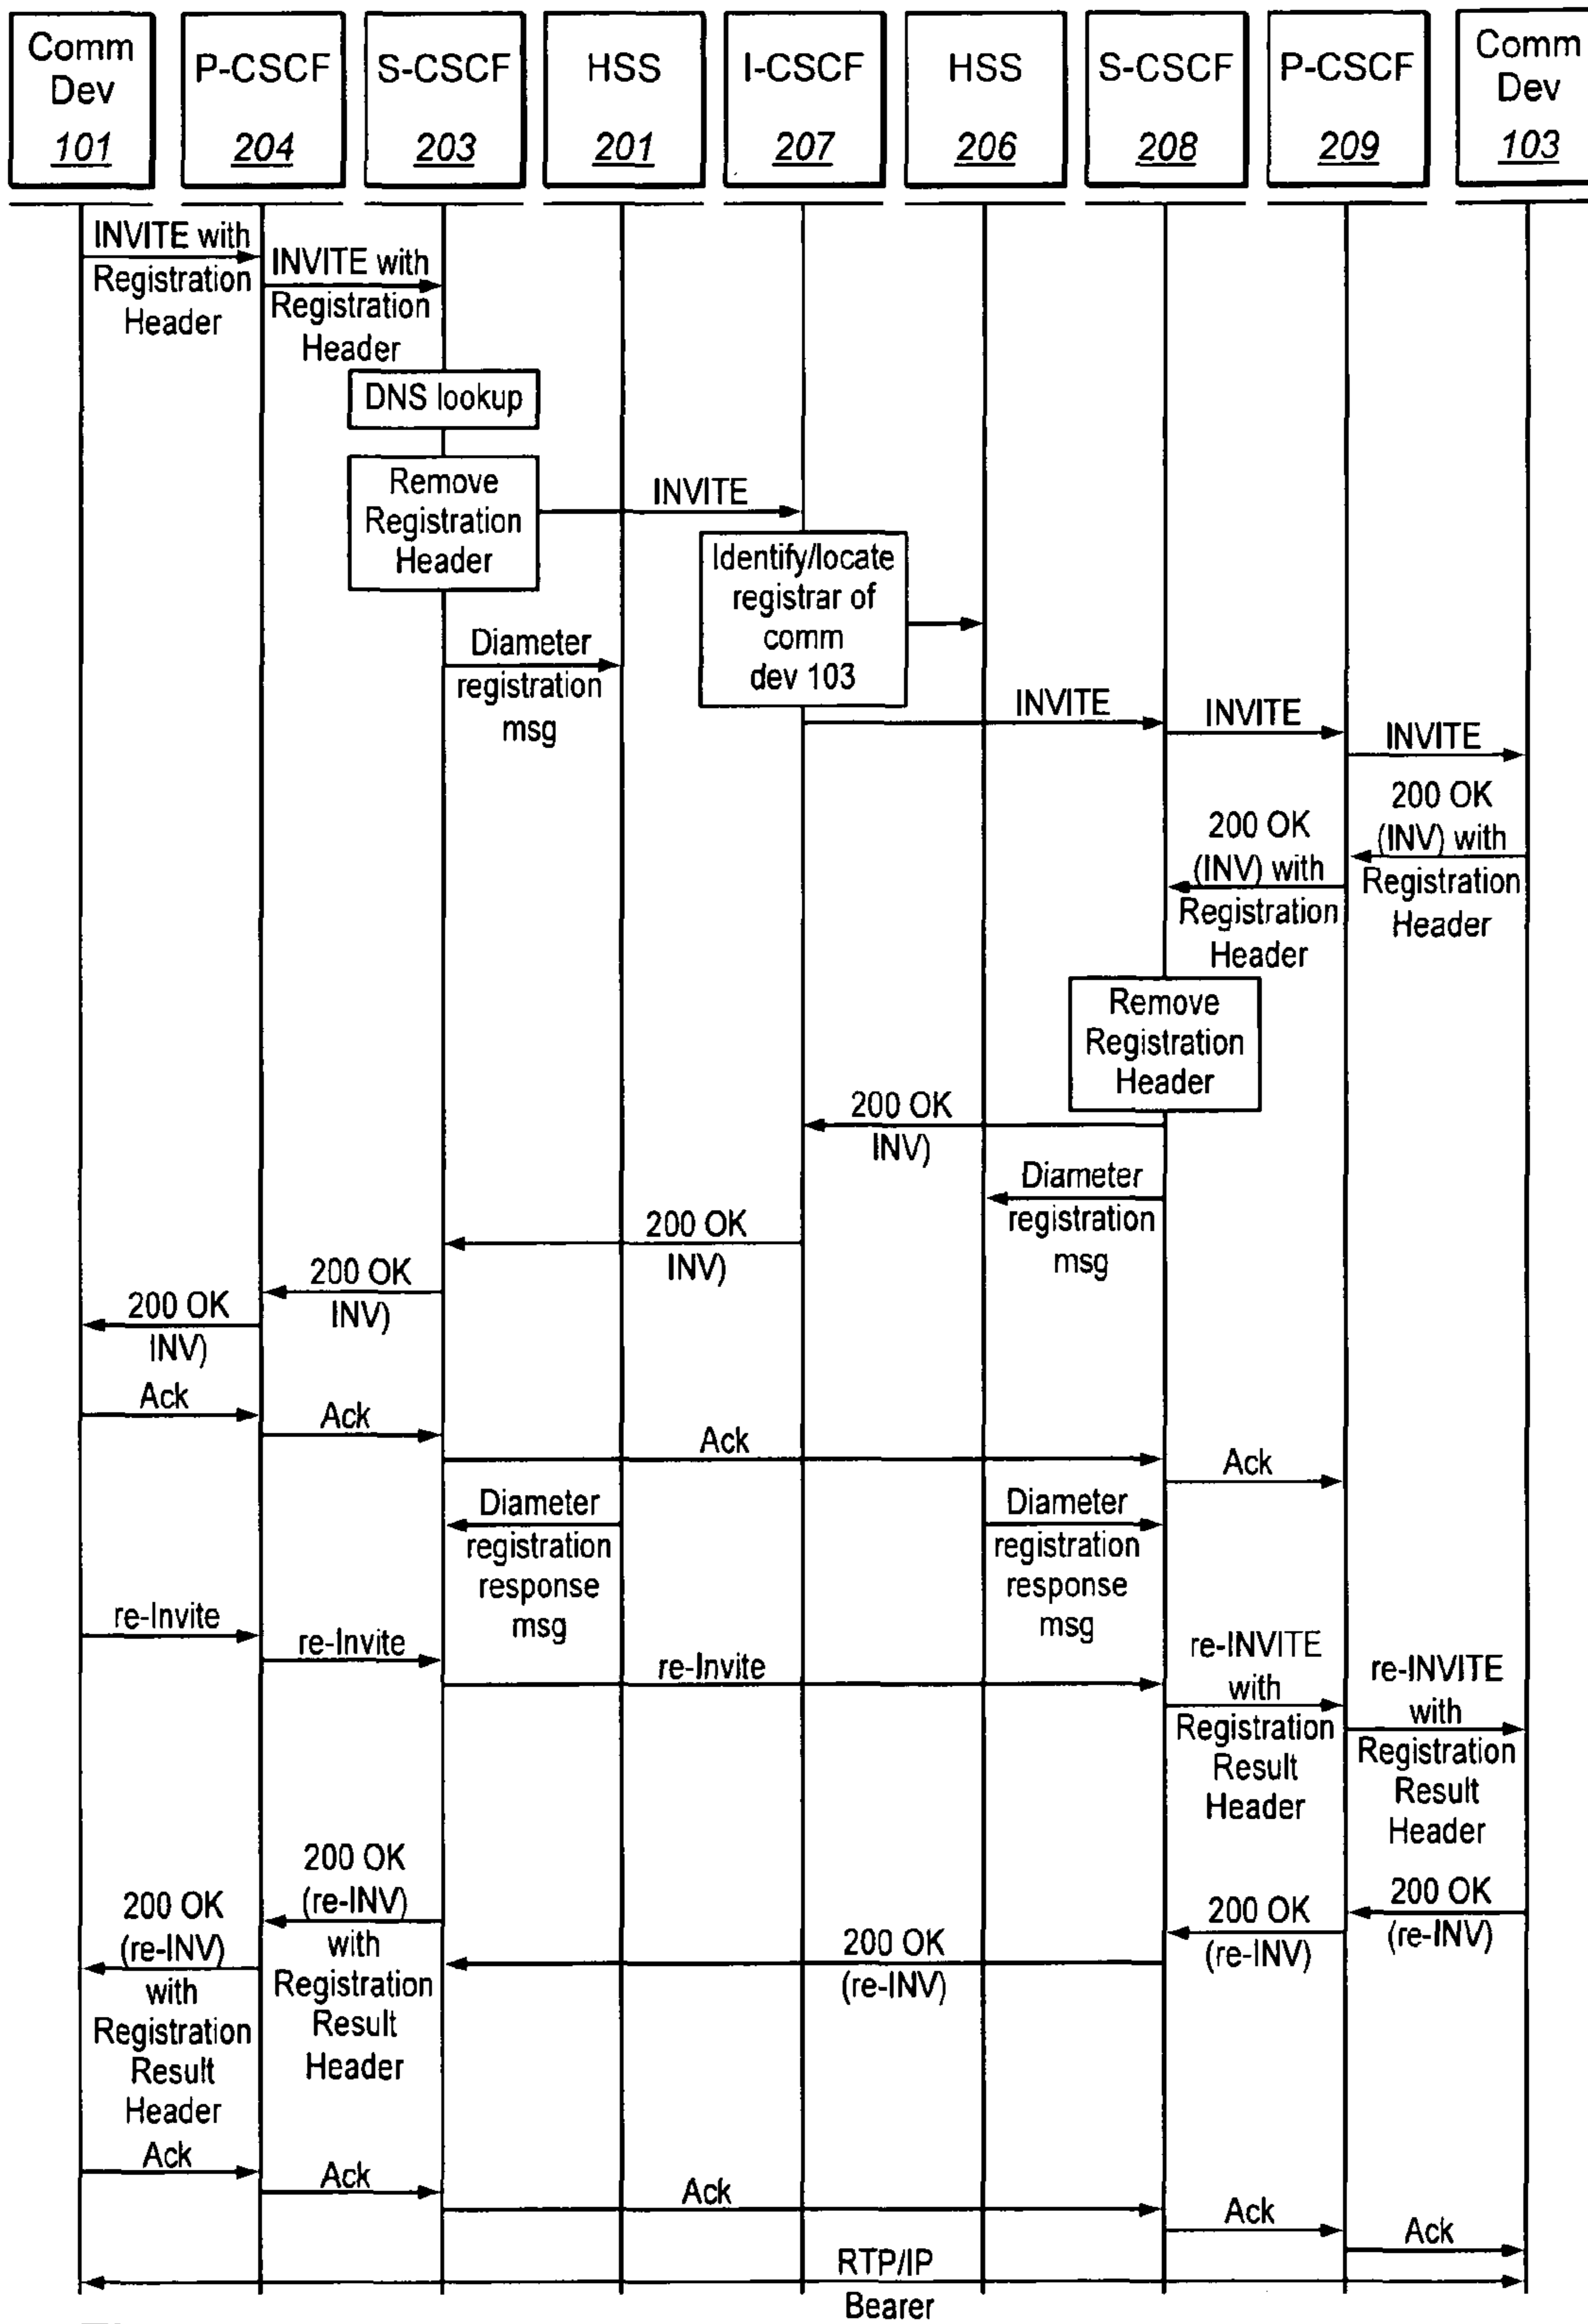 Comm
Dev
101
P-CSCF
204
S-CSCF
203
HSS
201
I-CSCF
207
HSS
206
S-CSCF
208
P-CSCF
209
Comm
Dev
103
INVITE with
Registration
Header
INVITE with
Registration
Header
DNS lookup
Remove
Registration
Header
INVITE
Identify/locate
registrar of
comm
dev 103
Diameter
registration
msg
INVITE
INVITE
INVITE
200 OK
(INV) with
Registration
Header
200 OK
(INV) with
Registration
Header
Remove
Registration
Header
200 OK
INV)
Diameter
registration
msg
200 OK
INV)
200 OK
INV)
200 OK
INV)
Ack
Ack
Ack
Ack
Diameter
registration
response
msg
Diameter
registration
response
msg
re-Invite
re-Invite
re-Invite
re-INVITE
with
Registration
Result
Header
re-INVITE
with
Registration
Result
Header
200 OK
(re-INV)
200 OK
(re-INV)
200 OK
(re-INV)
200 OK
(re-INV)
with
Registration
Result
Header
200 OK
(re-INV)
with
Registration
Result
Header
Ack
Ack
Ack
Ack
Ack
RTP/IP
Bearer